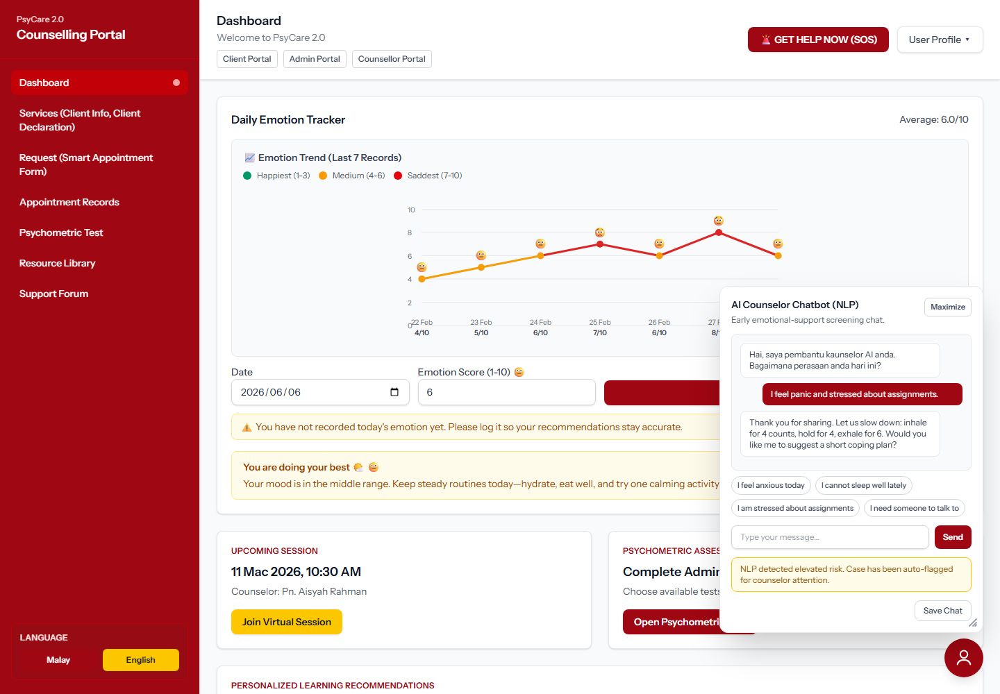 PsyCare 2.0
Counselling Portal
Dashboard
Services (Client Info, Client
Declaration)
Request (Smart Appointment
Form)
Appointment Records
Psychometric Test
Resource Library
Support Forum
LANGUAGE
Malay
English
Dashboard
Welcome to PsyCare 2.0
Client Portal
Admin Portal
Counsellor Portal
GET HELP NOW (SOS)
User Profile
Daily Emotion Tracker
Average: 6.0/10
Emotion Trend (Last 7 Records)
Happiest (1-3)
Medium (4-6)
Saddest (7-10)
10
8
6
4
2
0
22 Feb
23 Feb
24 Feb
25 Feb
26 Feb
27
4/10
5/10
6/10
7/10
6/10
8/
Date
Emotion Score (1-10)
2026/06/06
6
You have not recorded today's emotion yet. Please log it so your recommendations stay accurate.
You are doing your best
Your mood is in the middle range. Keep steady routines today—hydrate, eat well, and try one calming activity
UPCOMING SESSION
11 Mac 2026, 10:30 AM
Counselor: Pn. Aisyah Rahman
Join Virtual Session
PSYCHOMETRIC
Complete
Choose available tests
Open
PERSONALIZED LEARNING RECOMMENDATIONS
AI Counselor Chatbot (NLP)
Maximize
Early emotional-support screening chat.
Hai, saya pembantu kaunselor AI anda.
Bagaimana perasaan anda hari ini?
I feel panic and stressed about assignments.
Thank you for sharing. Let us slow down: inhale
for 4 counts, hold for 4, exhale for 6. Would you
like me to suggest a short coping plan?
I feel anxious today
I cannot sleep well lately
I am stressed about assignments
I need someone to talk to
Type your message...
Send
NLP detected elevated risk. Case has been auto-flagged
for counselor attention.
Save Chat